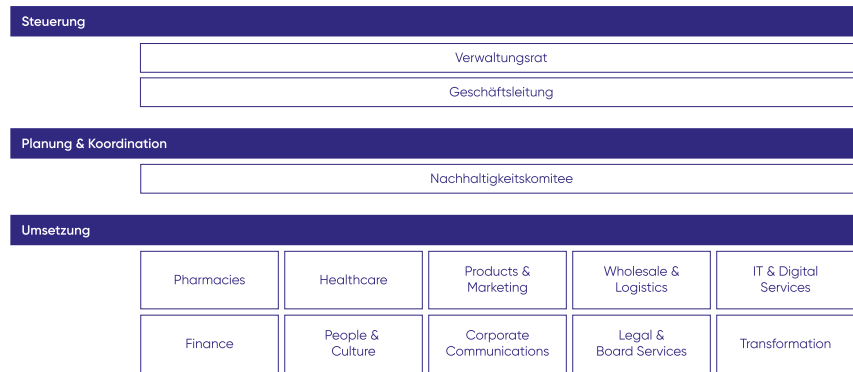 Steuerung
Verwaltungsrat
Geschäftsleitung
Planung & Koordination
Nachhaltigkeitskomitee
Umsetzung
Pharmacies
Healthcare
Products &
Marketing
Wholesale &
Logistics
IT & Digital
Services
Finance
People &
Culture
Corporate
Communications
Legal &
Board Services
Transformation